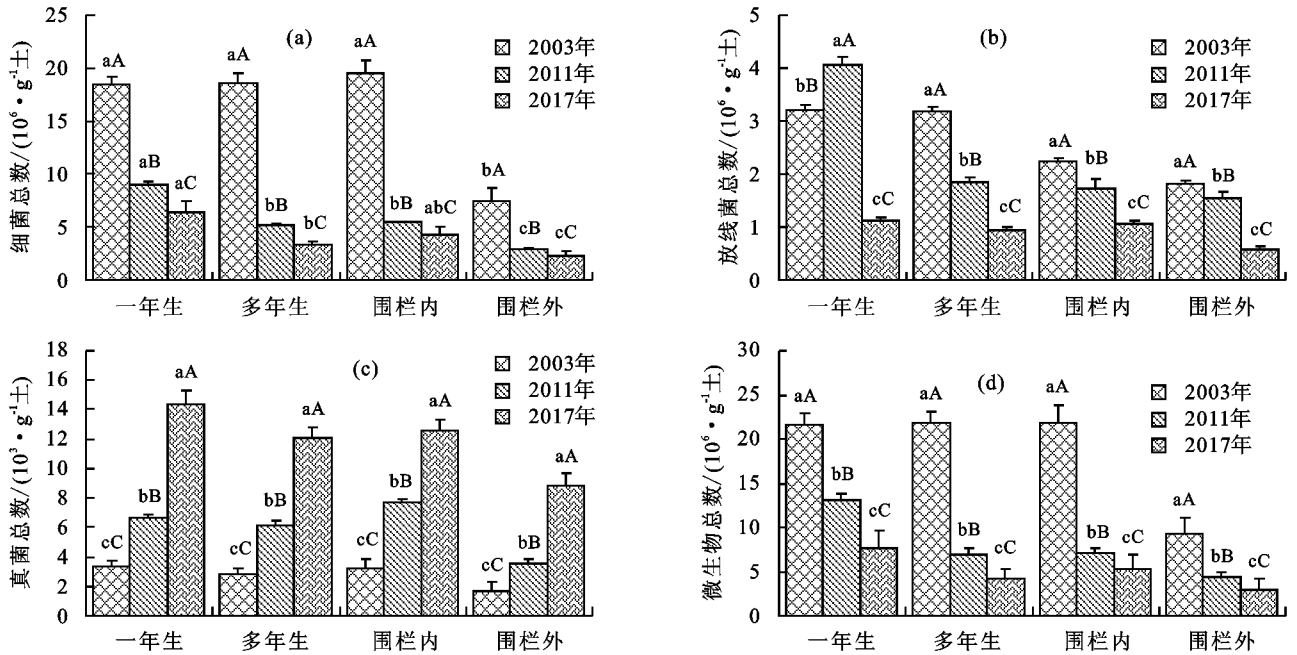 (a)
细菌总数/(10⁶·g⁻¹土)
25
20
15
10
5
0
2003年
2011年
2017年
aA aB aC
aA bB bC
aA bB abC
bA cB cC
一年生 多年生 围栏内 围栏外
(b)
放线菌总数/(10⁶·g⁻¹土)
5
4
3
2
1
0
2003年
2011年
2017年
bB aA cC
aA bB cC
aA bB cC
aA bB cC
一年生 多年生 围栏内 围栏外
(c)
真菌总数/(10³·g⁻¹土)
18
16
14
12
10
8
6
4
2
0
2003年
2011年
2017年
cC bB aA
cC bB aA
cC bB aA
cC bB aA
一年生 多年生 围栏内 围栏外
(d)
微生物总数/(10⁶·g⁻¹土)
30
25
20
15
10
5
0
2003年
2011年
2017年
aA bB cC
aA bB cC
aA bB cC
aA bB cC
一年生 多年生 围栏内 围栏外